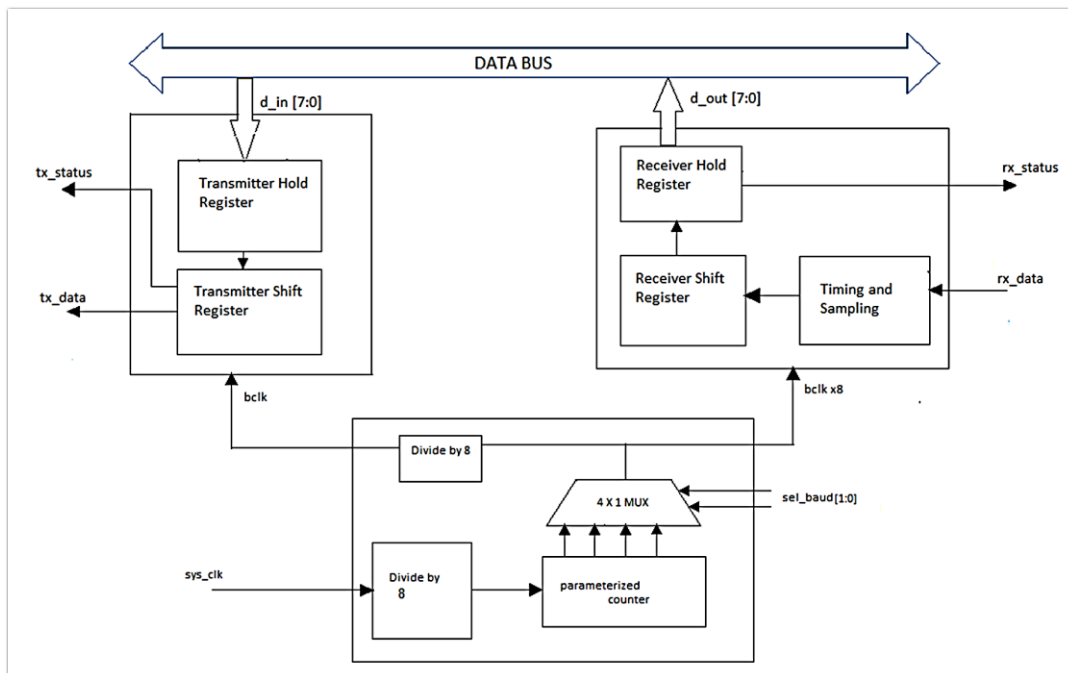 DATA BUS
d_in [7:0]
d_out [7:0]
tx_status
Transmitter Hold
Register
Receiver Hold
Register
rx_status
tx_data
Transmitter Shift
Register
Receiver Shift
Register
Timing and
Sampling
rx_data
bclk
bclk x8
Divide by 8
4 X 1 MUX
sel_baud[1:0]
sys_clk
Divide by
8
parameterized
counter